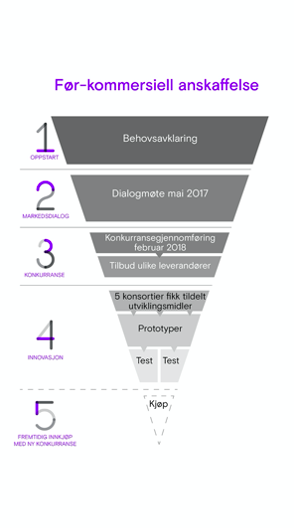 Før-kommersiell anskaffelse
1
OPPSTART
Behovsavklaring
2
MARKEDSDIALOG
Dialogmøte mai 2017
3
KONKURRANSE
Konkurransegjennomføring
februar 2018
Tilbud ulike leverandører
4
INNOVASJON
5 konsortier fikk tildelt
utviklingsmidler
Prototyper
Test Test
5
FREMTIDIG INNKJØP
MED NY KONKURRANSE
Kjøp